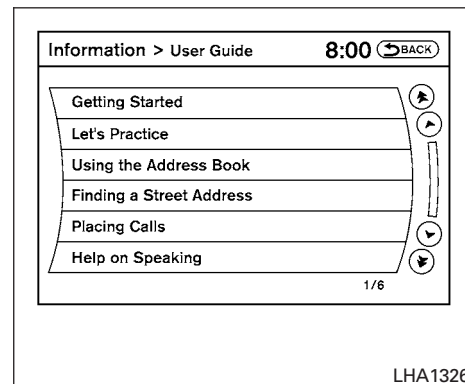 Information > User Guide 8:00 BACK
Getting Started
Let's Practice
Using the Address Book
Finding a Street Address
Placing Calls
Help on Speaking
1/6
LHA1326